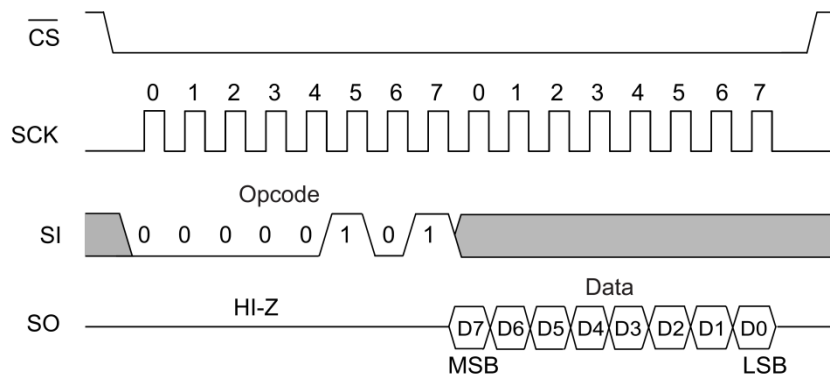 CS
0 1 2 3 4 5 6 7 0 1 2 3 4 5 6 7
SCK
Opcode
SI 0 0 0 0 0 1 0 1
HI-Z Data
SO D7 D6 D5 D4 D3 D2 D1 D0
MSB LSB